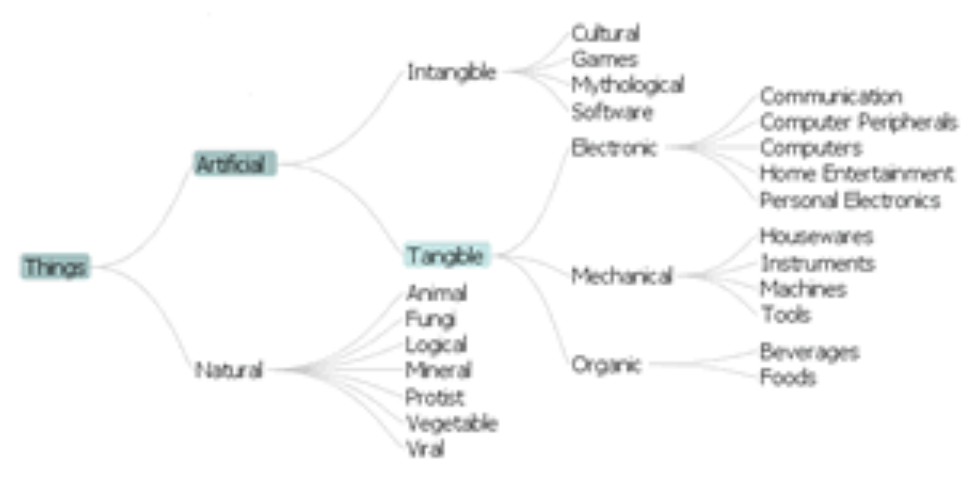 Things
Artificial
Intangible
Cultural
Games
Mythological
Software
Tangible
Electronic
Communication
Computer Peripherals
Computers
Home Entertainment
Personal Electronics
Mechanical
Housewares
Instruments
Machines
Tools
Organic
Beverages
Foods
Natural
Animal
Fungi
Logical
Mineral
Protist
Vegetable
Viral